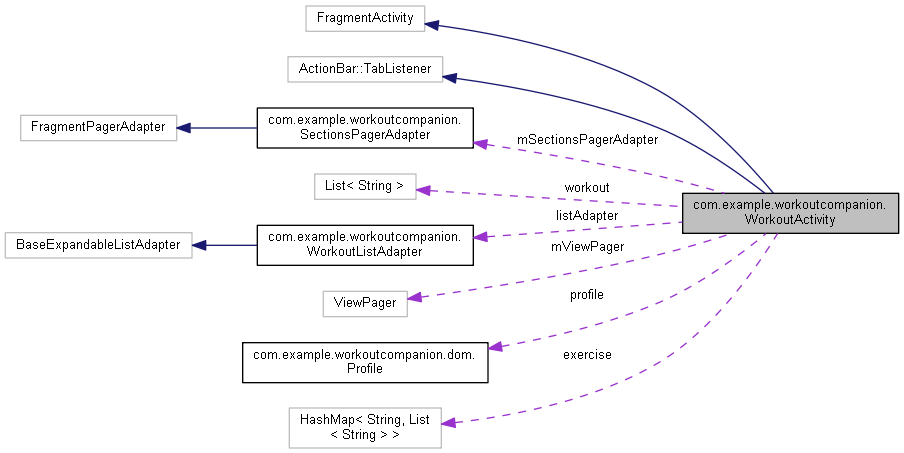 FragmentActivity
ActionBar::TabListener
FragmentPagerAdapter
com.example.workoutcompanion.
SectionsPagerAdapter
mSectionsPagerAdapter
List< String >
workout
com.example.workoutcompanion.
WorkoutActivity
listAdapter
BaseExpandableListAdapter
com.example.workoutcompanion.
WorkoutListAdapter
mViewPager
ViewPager
profile
com.example.workoutcompanion.dom.
Profile
exercise
HashMap< String, List
< String > >